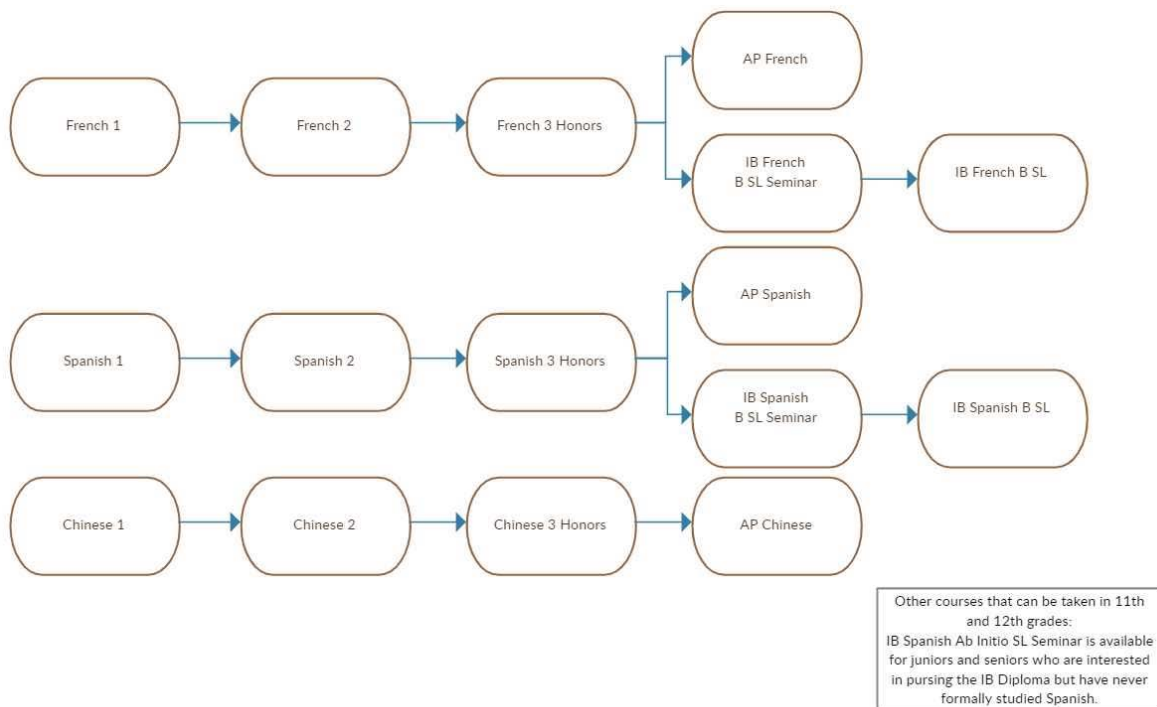 AP French
French 1
French 2
French 3 Honors
IB French
B SL Seminar
IB French B SL
AP Spanish
Spanish 1
Spanish 2
Spanish 3 Honors
IB Spanish
B SL Seminar
IB Spanish B SL
Chinese 1
Chinese 2
Chinese 3 Honors
AP Chinese
Other courses that can be taken in 11th
and 12th grades:
IB Spanish Ab Initio SL Seminar is available
for juniors and seniors who are interested
in pursing the IB Diploma but have never
formally studied Spanish.